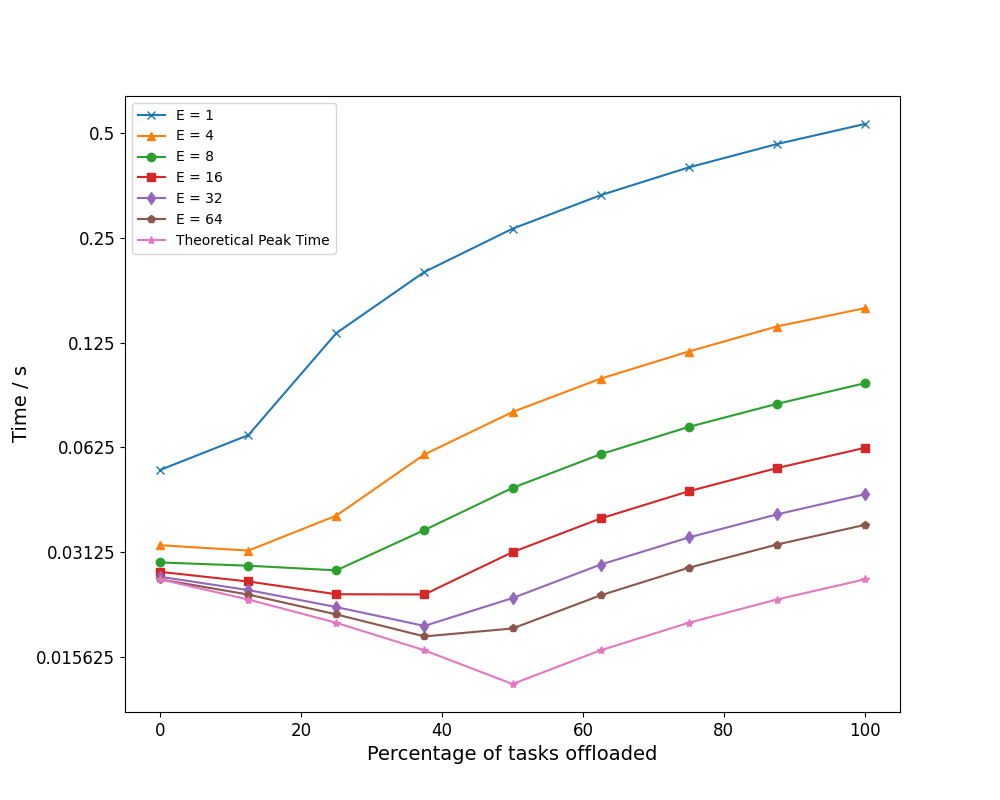 E = 1
E = 4
E = 8
E = 16
E = 32
E = 64
Theoretical Peak Time
0.5
0.25
0.125
0.0625
0.03125
0.015625
Time / s
0 20 40 60 80 100
Percentage of tasks offloaded